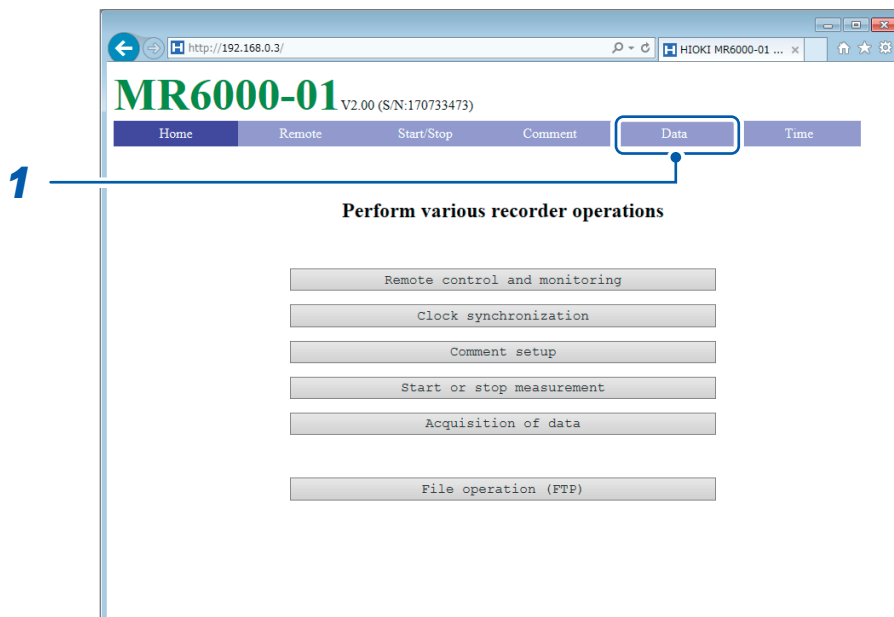 http://192.168.0.3/
HIOKI MR6000-01 ...
MR6000-01 V2.00 (S/N:170733473)
Home Remote Start/Stop Comment Data Time
1
Perform various recorder operations
Remote control and monitoring
Clock synchronization
Comment setup
Start or stop measurement
Acquisition of data
File operation (FTP)